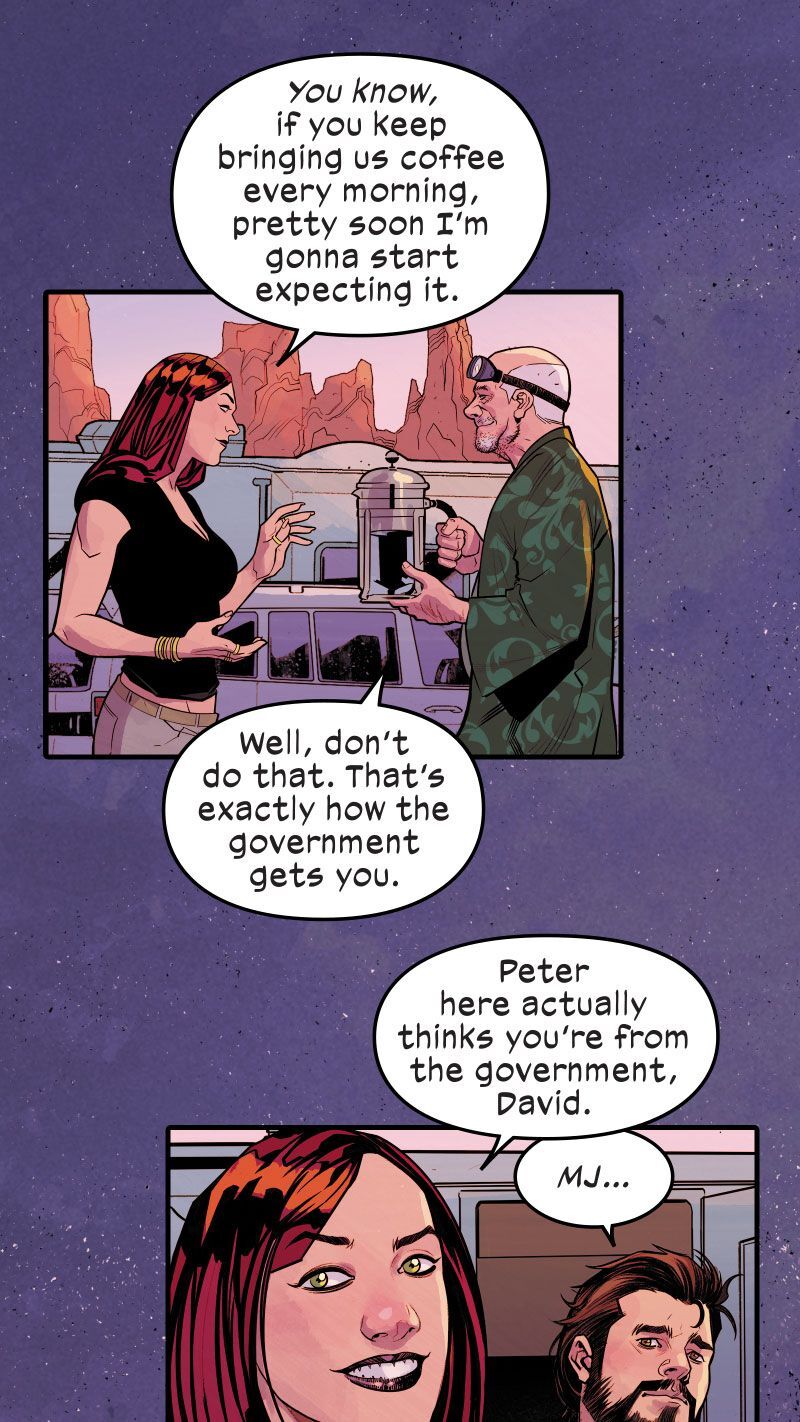 You know,
if you keep
bringing us coffee
every morning,
pretty soon I'm
gonna start
expecting it.
Well, don't
do that. That's
exactly how the
government
gets you.
Peter
here actually
thinks you're from
the government,
David.
MJ...